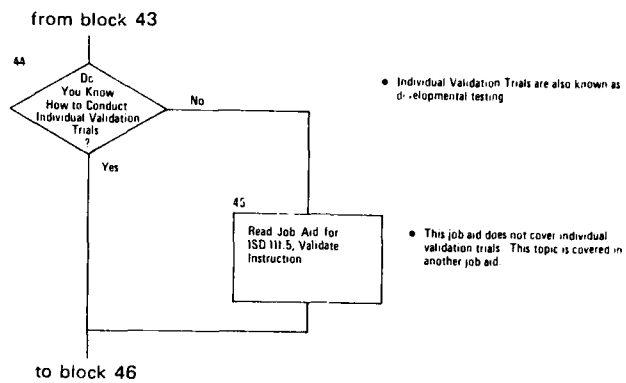 from block 43
44
Do
You Know
How to Conduct
Individual Validation
Trials
?
No
Yes
• Individual Validation Trials are also known as
developmental testing
45
Read Job Aid for
ISD III.5, Validate
Instruction
• This job aid does not cover individual
validation trials. This topic is covered in
another job aid.
to block 46